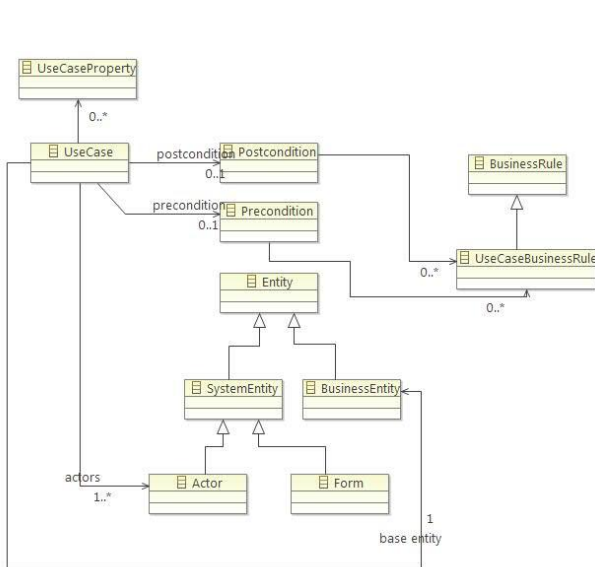 UseCaseProperty
0..*
UseCase
postcondition
Postcondition
0..1
BusinessRule
precondition
Precondition
0..1
UseCaseBusinessRule
0..*
Entity
0..*
SystemEntity
BusinessEntity
actors
Actor
Form
1..*
1
base entity